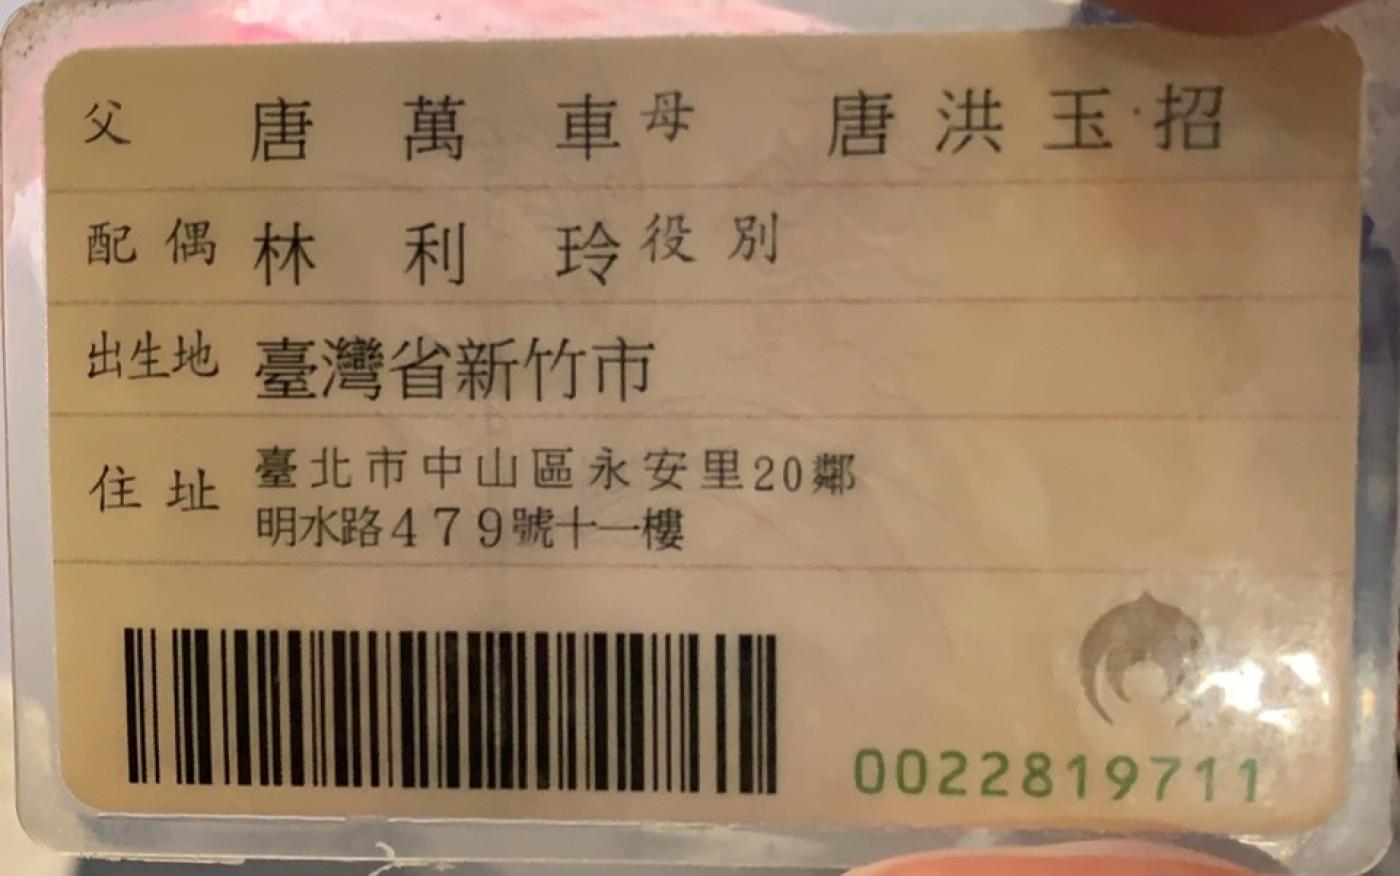 父 唐萬車 母 唐洪玉招
配偶 林利玲 役別
出生地 臺灣省新竹市
住址 臺北市中山區永安里20鄰
明水路479號十一樓
0022819711